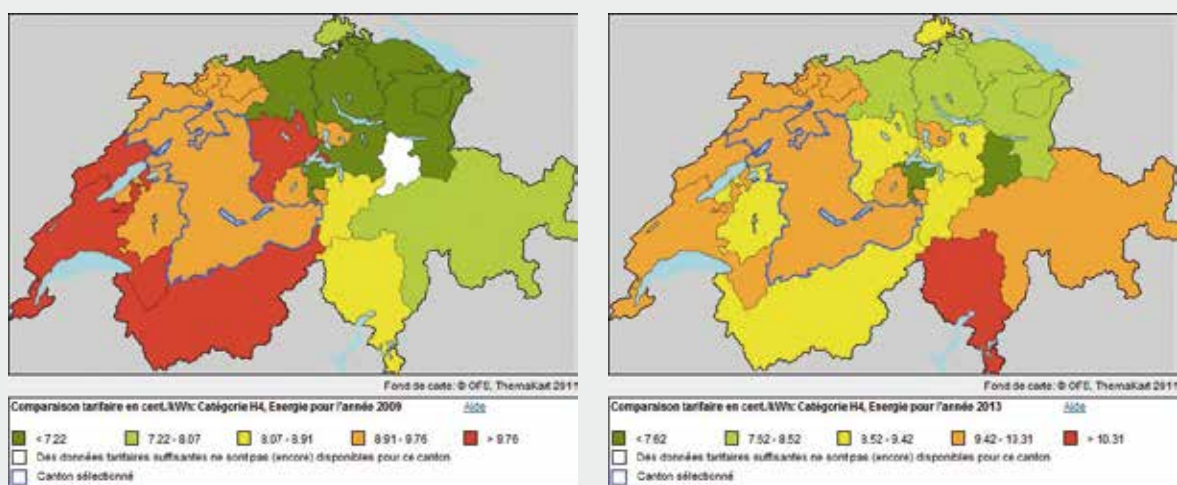 Fond de carte: © OFS, ThemaKart 2011
Comparaison tarifaire en cent./kWh: Catégorie H4, Energie pour l'année 2009 Aide
< 7.22 7.22 - 8.07 8.07 - 8.91 8.91 - 9.76 > 9.76
Des données tarifaires suffisantes ne sont pas (encore) disponibles pour ce canton
Canton sélectionné
Fond de carte: © OFS, ThemaKart 2011
Comparaison tarifaire en cent./kWh: Catégorie H4, Energie pour l'année 2013 Aide
< 7.62 7.52 - 8.52 8.52 - 9.42 9.42 - 13.31 > 10.31
Des données tarifaires suffisantes ne sont pas (encore) disponibles pour ce canton
Canton sélectionné